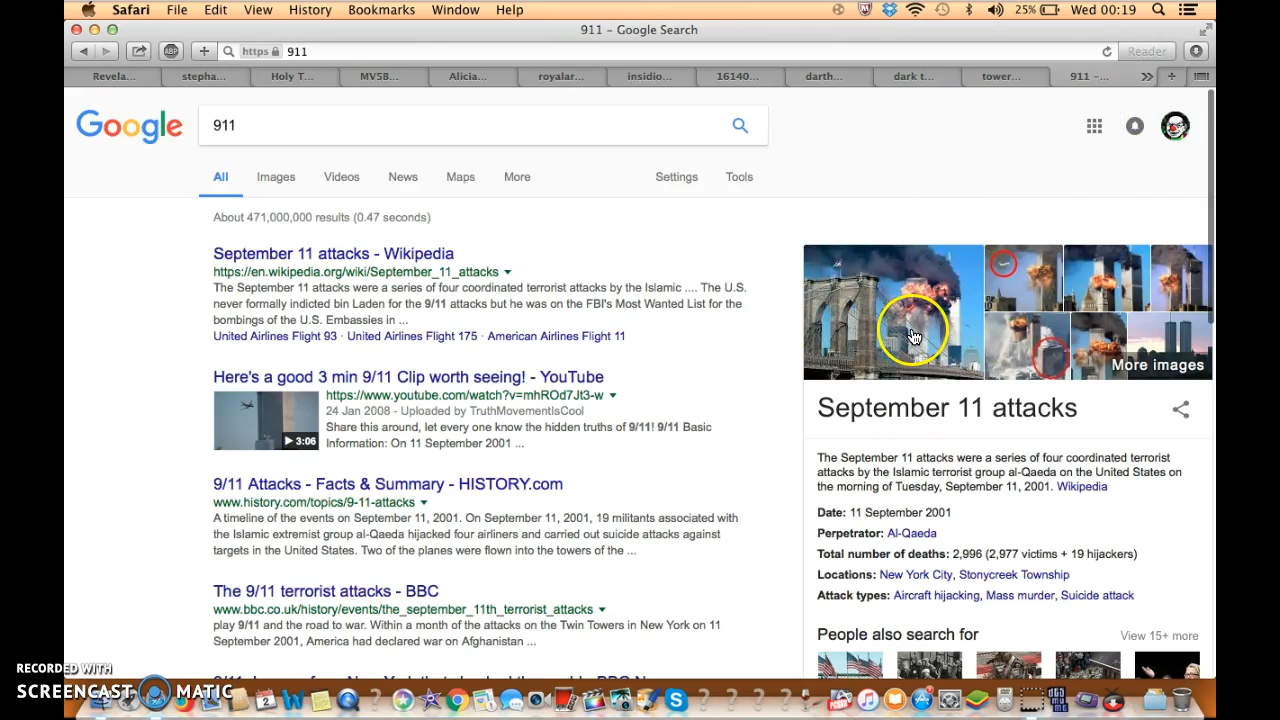 Safari File Edit View History Bookmarks Window Help 25% Wed 00:19
911 – Google Search
ABP + https 911 Reader
Revela... stepha... Holy T... MV5B... Alicia... royalar... insidio... 16140... darth... dark t... tower... 911 –... >> +
Google 911
All Images Videos News Maps More Settings Tools
About 471,000,000 results (0.47 seconds)
September 11 attacks - Wikipedia
https://en.wikipedia.org/wiki/September_11_attacks
The September 11 attacks were a series of four coordinated terrorist attacks by the Islamic .... The U.S.
never formally indicted bin Laden for the 9/11 attacks but he was on the FBI's Most Wanted List for the
bombings of the U.S. Embassies in ...
United Airlines Flight 93 · United Airlines Flight 175 · American Airlines Flight 11
Here's a good 3 min 9/11 Clip worth seeing! - YouTube
https://www.youtube.com/watch?v=mhROd7Jt3-w
24 Jan 2008 - Uploaded by TruthMovementIsCool
Share this around, let every one know the hidden truths of 9/11! 9/11 Basic
Information: On 11 September 2001 ...
3:06
9/11 Attacks - Facts & Summary - HISTORY.com
www.history.com/topics/9-11-attacks
A timeline of the events on September 11, 2001. On September 11, 2001, 19 militants associated with
the Islamic extremist group al-Qaeda hijacked four airliners and carried out suicide attacks against
targets in the United States. Two of the planes were flown into the towers of the ...
The 9/11 terrorist attacks - BBC
www.bbc.co.uk/history/events/the_september_11th_terrorist_attacks
play 9/11 and the road to war. Within a month of the attacks on the Twin Towers in New York on 11
September 2001, America had declared war on Afghanistan ...
More images
September 11 attacks
The September 11 attacks were a series of four coordinated terrorist
attacks by the Islamic terrorist group al-Qaeda on the United States on
the morning of Tuesday, September 11, 2001. Wikipedia
Date: 11 September 2001
Perpetrator: Al-Qaeda
Total number of deaths: 2,996 (2,977 victims + 19 hijackers)
Locations: New York City, Stonycreek Township
Attack types: Aircraft hijacking, Mass murder, Suicide attack
People also search for View 15+ more
RECORDED WITH
SCREENCAST MATIC